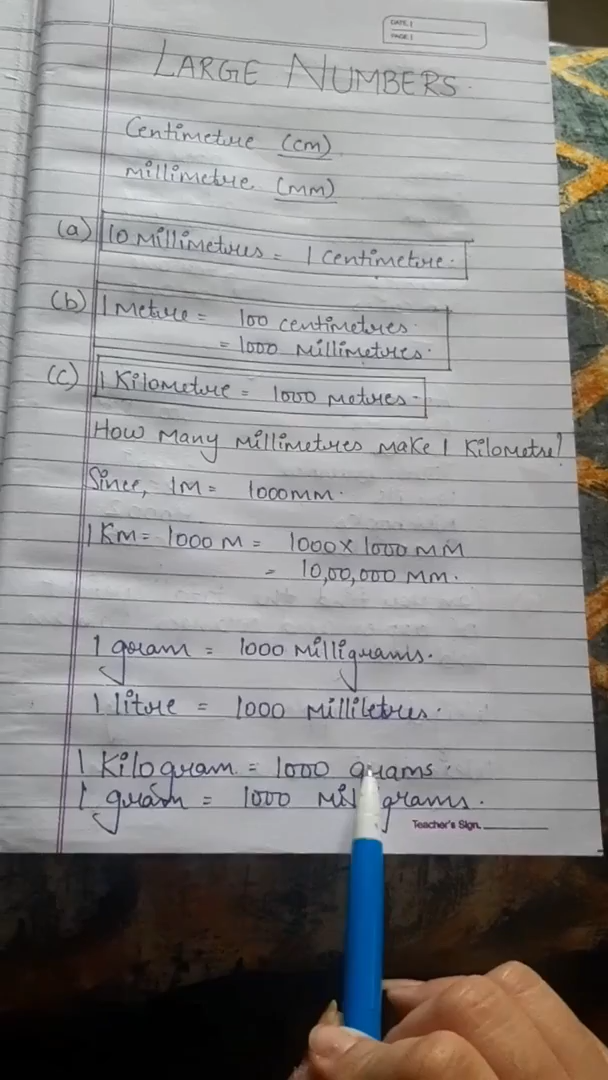 DATE:
PAGE:
LARGE NUMBERS.
Centimetre (cm)
millimetre (mm)
(a) 10 Millimetres = 1 centimetre.
(b) 1 Metre = 100 centimetres.
= 1000 Millimetres.
(c) 1 Kilometre = 1000 metres.
How Many Millimetres make 1 Kilometre?
Since, 1M = 1000MM.
1 KM = 1000 M = 1000 x 1000 MM
= 10,00,000 MM.
1 gram = 1000 Milligrams.
1 litre = 1000 Milliletres.
1 Kilogram = 1000 grams.
1 gram = 1000 grams.
Teacher's Sign.